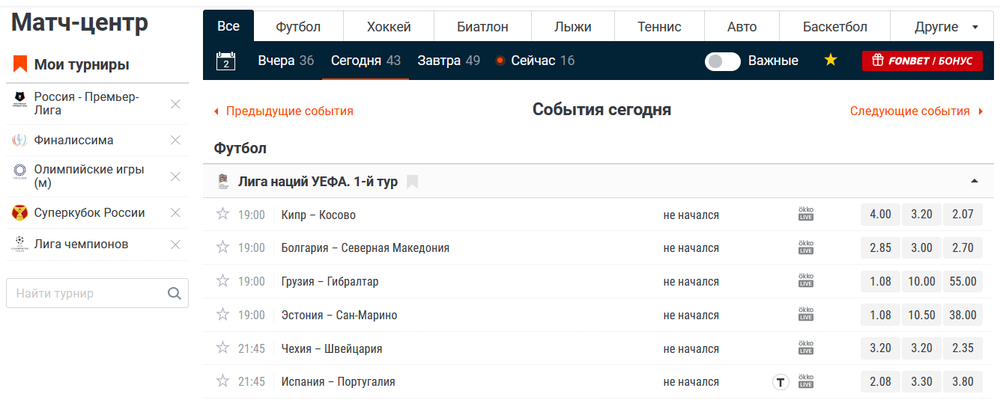 Матч-центр
Все Футбол Хоккей Биатлон Лыжи Теннис Авто Баскетбол Другие
2 Вчера 36 Сегодня 43 Завтра 49 Сейчас 16 Важные FONBET | БОНУС
Мои турниры
Россия - Премьер-
Лига
Финалиссима
Олимпийские игры
(м)
Суперкубок России
Лига чемпионов
Найти турнир
Предыдущие события События сегодня Следующие события
Футбол
Лига наций УЕФА. 1-й тур
19:00 Кипр – Косово не начался ökko LIVE 4.00 3.20 2.07
19:00 Болгария – Северная Македония не начался ökko LIVE 2.85 3.00 2.70
19:00 Грузия – Гибралтар не начался ökko LIVE 1.08 10.00 55.00
19:00 Эстония – Сан-Марино не начался ökko LIVE 1.08 10.50 38.00
21:45 Чехия – Швейцария не начался ökko LIVE 3.20 3.20 2.35
21:45 Испания – Португалия не начался T ökko LIVE 2.08 3.30 3.80